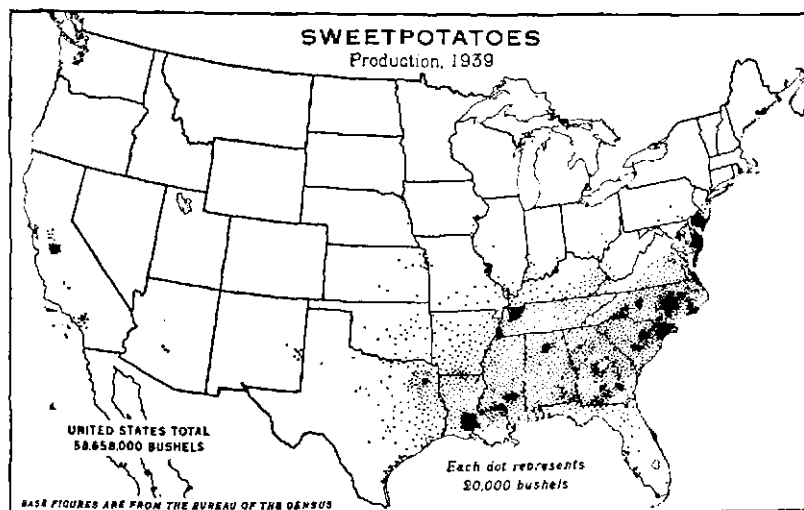 SWEETPOTATOES
Production, 1939
UNITED STATES TOTAL
58,658,000 BUSHELS
Each dot represents
20,000 bushels
BASE FIGURES ARE FROM THE BUREAU OF THE CENSUS